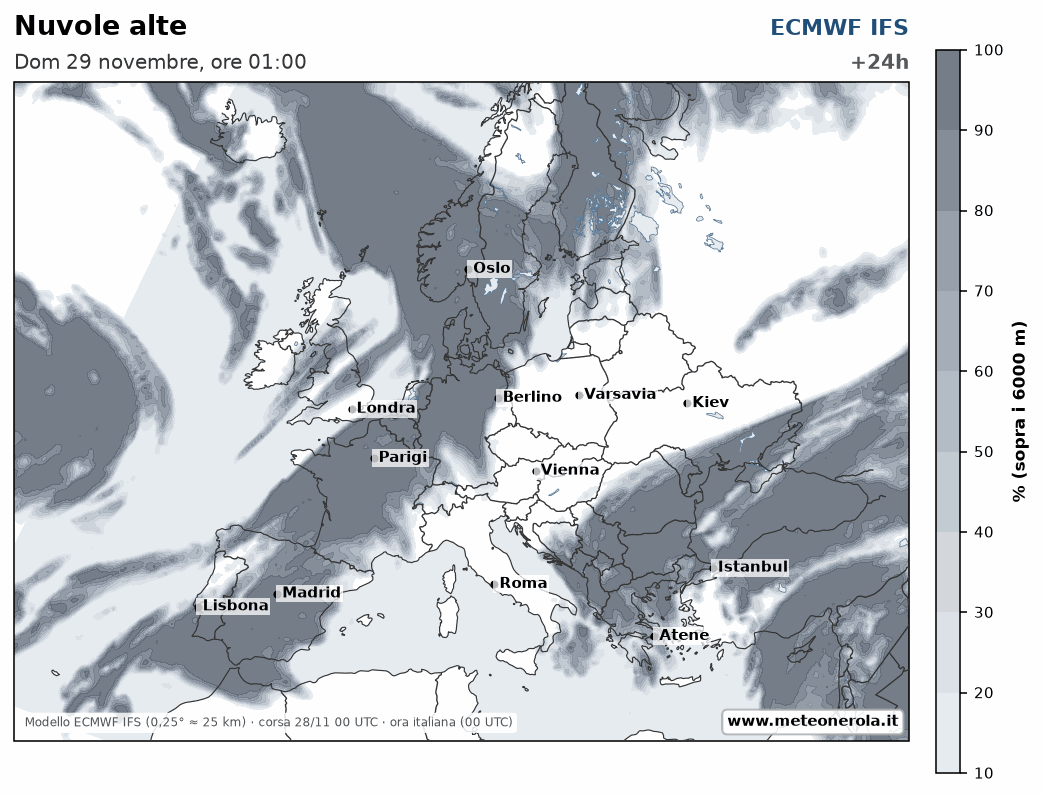 Nuvole alte
ECMWF IFS
Dom 29 novembre, ore 01:00
+24h
100
90
80
70
60
50
40
30
20
10
% (sopra i 6000 m)
Oslo
Londra
Berlino
Varsavia
Kiev
Parigi
Vienna
Istanbul
Roma
Madrid
Lisbona
Atene
Modello ECMWF IFS (0,25° ≈ 25 km) · corsa 28/11 00 UTC · ora italiana (00 UTC)
www.meteonerola.it